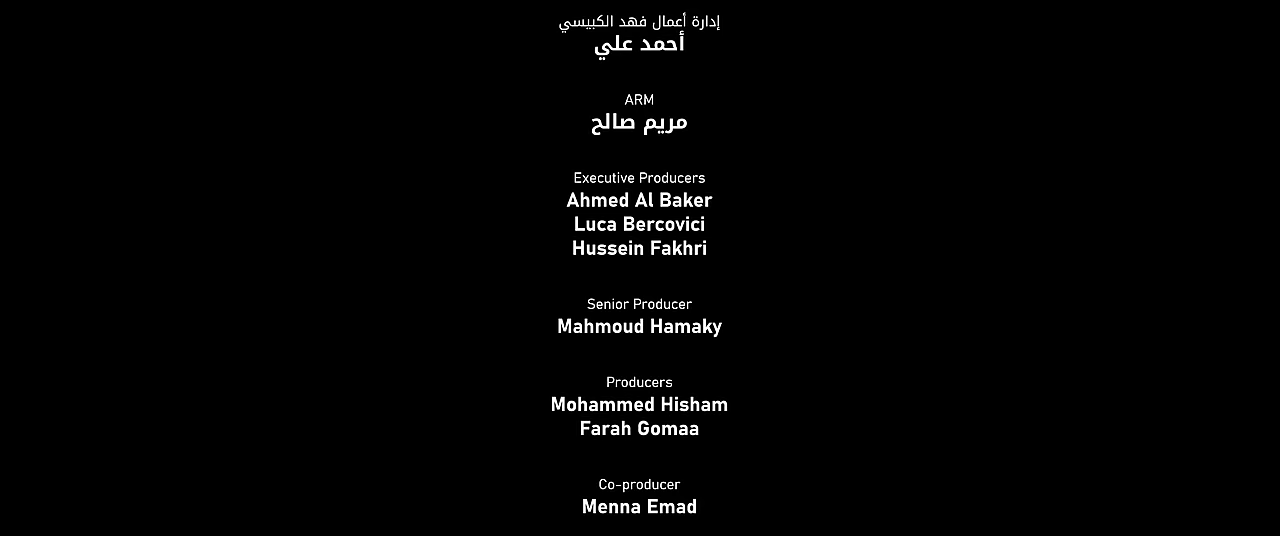 إدارة أعمال فهد الكبيسي
أحمد علي
ARM
مريم صالح
Executive Producers
Ahmed Al Baker
Luca Bercovici
Hussein Fakhri
Senior Producer
Mahmoud Hamaky
Producers
Mohammed Hisham
Farah Gomaa
Co-producer
Menna Emad